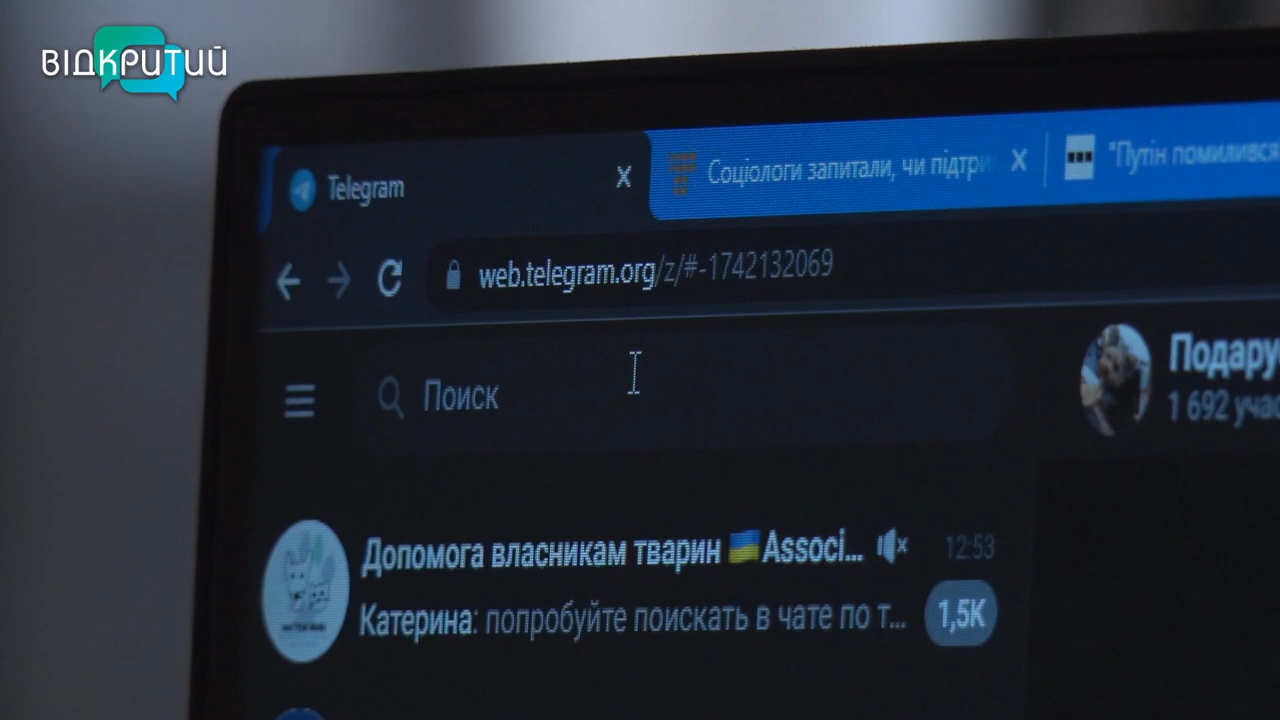 ВІДКРИТИЙ
Telegram
Соціологи запитали, чи підтри
"Путін помилився
web.telegram.org/z/#-1742132069
Поиск
Подару
1 692 учас
Допомога власникам тварин 🇺🇦Associ... 12:53
Катерина: попробуйте поискать в чате по т... 1,5K